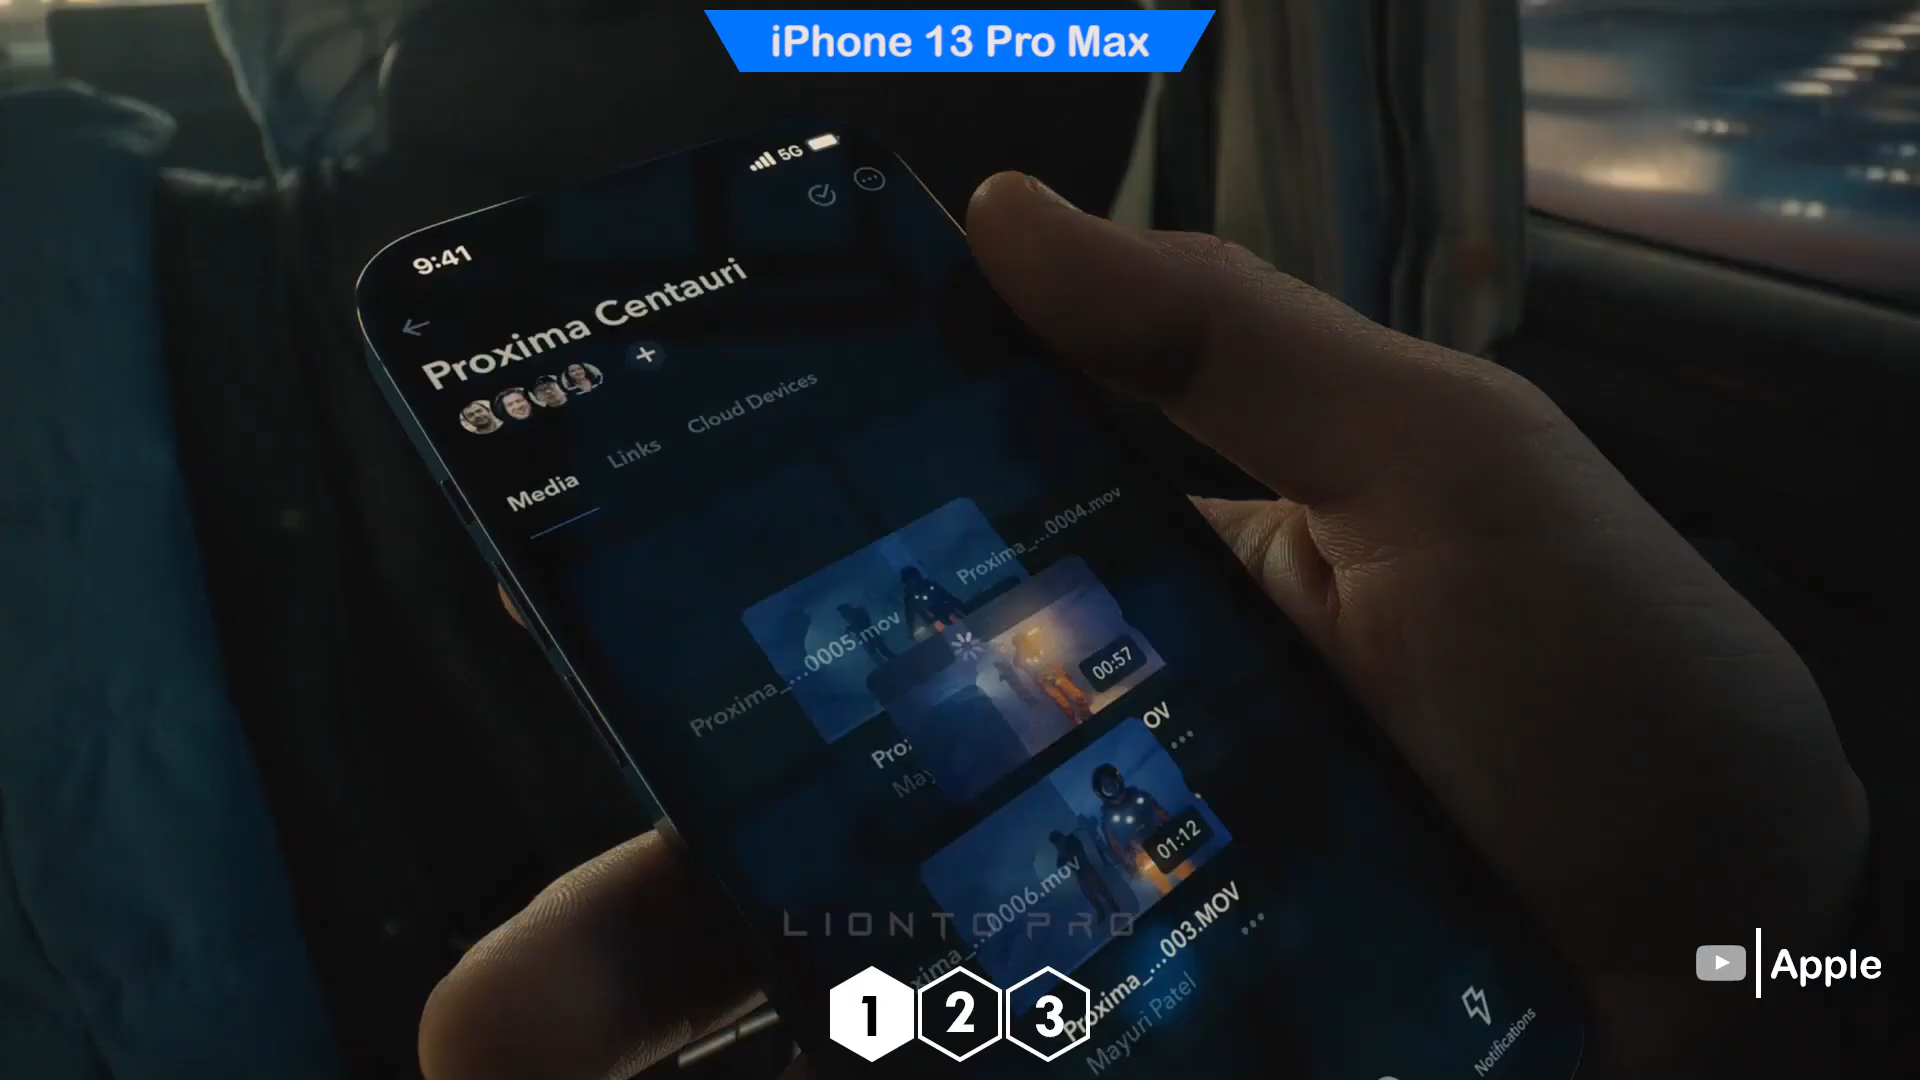 iPhone 13 Pro Max
5G
9:41
Proxima Centauri
Media
Links
Cloud Devices
Proxima_...0004.mov
Proxima_...0005.mov
00:57
OV
01:12
...0006.mov
Proxima_...003.MOV
Mayuri Patel
LIONTO PRO
1 2 3
Apple
Notifications